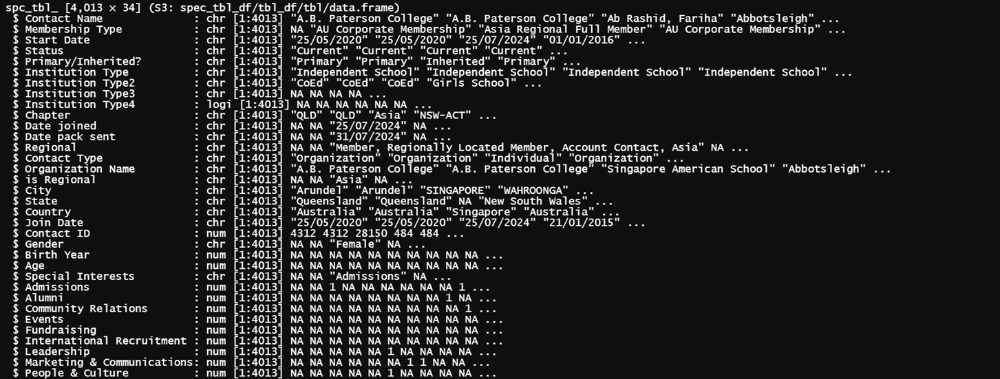 spc_tbl_ [4,013 × 34] (S3: spec_tbl_df/tbl_df/tbl/data.frame)
$ Contact Name : chr [1:4013] "A.B. Paterson College" "A.B. Paterson College" "Ab Rashid, Fariha" "Abbotsleigh" ...
$ Membership Type : chr [1:4013] NA "AU Corporate Membership" "Asia Regional Full Member" "AU Corporate Membership" ...
$ Start Date : chr [1:4013] "25/05/2020" "25/05/2020" "25/07/2024" "01/01/2016" ...
$ Status : chr [1:4013] "Current" "Current" "Current" "Current" ...
$ Primary/Inherited? : chr [1:4013] "Primary" "Primary" "Inherited" "Primary" ...
$ Institution Type : chr [1:4013] "Independent School" "Independent School" "Independent School" "Independent School" ...
$ Institution Type2 : chr [1:4013] "CoEd" "CoEd" "CoEd" "Girls School" ...
$ Institution Type3 : chr [1:4013] NA NA NA NA ...
$ Institution Type4 : logi [1:4013] NA NA NA NA NA NA ...
$ Chapter : chr [1:4013] "QLD" "QLD" "Asia" "NSW-ACT" ...
$ Date joined : chr [1:4013] NA NA "25/07/2024" NA ...
$ Date pack sent : chr [1:4013] NA NA "31/07/2024" NA ...
$ Regional : chr [1:4013] NA NA "Member, Regionally Located Member, Account Contact, Asia" NA ...
$ Contact Type : chr [1:4013] "Organization" "Organization" "Individual" "Organization" ...
$ Organization Name : chr [1:4013] "A.B. Paterson College" "A.B. Paterson College" "Singapore American School" "Abbotsleigh" ...
$ is Regional : chr [1:4013] NA NA "Asia" NA ...
$ City : chr [1:4013] "Arundel" "Arundel" "SINGAPORE" "WAHROONGA" ...
$ State : chr [1:4013] "Queensland" "Queensland" NA "New South Wales" ...
$ Country : chr [1:4013] "Australia" "Australia" "Singapore" "Australia" ...
$ Join Date : chr [1:4013] "25/05/2020" "25/05/2020" "25/07/2024" "21/01/2015" ...
$ Contact ID : num [1:4013] 4312 4312 28150 484 484 ...
$ Gender : chr [1:4013] NA NA "Female" NA ...
$ Birth Year : num [1:4013] NA NA NA NA NA NA NA NA NA NA ...
$ Age : num [1:4013] NA NA NA NA NA NA NA NA NA NA ...
$ Special Interests : chr [1:4013] NA NA "Admissions" NA ...
$ Admissions : num [1:4013] NA NA 1 NA NA NA NA NA NA 1 ...
$ Alumni : num [1:4013] NA NA NA NA NA NA NA NA 1 NA ...
$ Community Relations : num [1:4013] NA NA NA NA NA NA NA NA NA 1 ...
$ Events : num [1:4013] NA NA NA NA NA NA NA NA NA NA ...
$ Fundraising : num [1:4013] NA NA NA NA NA NA NA NA NA NA ...
$ International Recruitment : num [1:4013] NA NA NA NA NA NA NA NA NA NA ...
$ Leadership : num [1:4013] NA NA NA NA NA 1 NA NA NA NA ...
$ Marketing & Communications: num [1:4013] NA NA NA NA NA NA 1 1 NA NA ...
$ People & Culture : num [1:4013] NA NA NA NA NA 1 NA NA NA NA ...